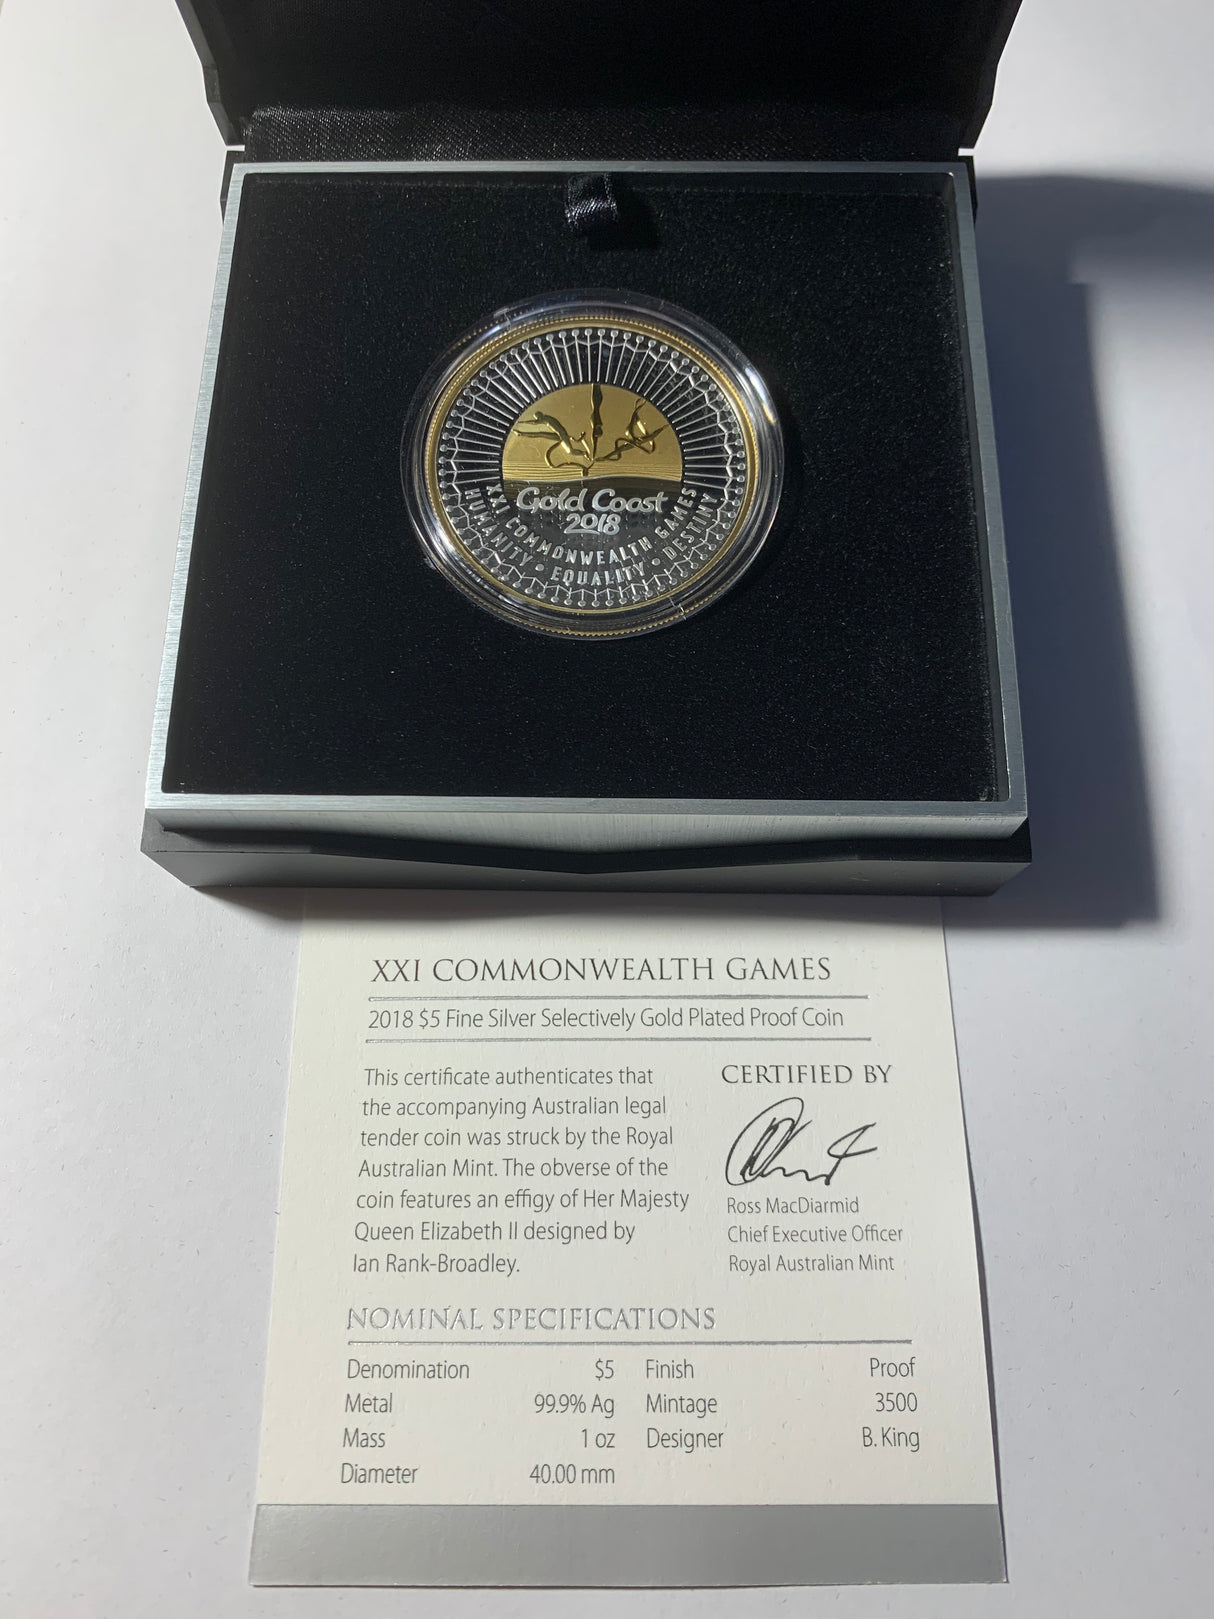 Gold Coast
2018
XXI COMMONWEALTH GAMES
HUMANITY • EQUALITY • DESTINY
XXI COMMONWEALTH GAMES
2018 $5 Fine Silver Selectively Gold Plated Proof Coin
This certificate authenticates that
the accompanying Australian legal
tender coin was struck by the Royal
Australian Mint. The obverse of the
coin features an effigy of Her Majesty
Queen Elizabeth II designed by
Ian Rank-Broadley.
CERTIFIED BY
Ross MacDiarmid
Chief Executive Officer
Royal Australian Mint
NOMINAL SPECIFICATIONS
Denomination $5 Finish Proof
Metal 99.9% Ag Mintage 3500
Mass 1 oz Designer B. King
Diameter 40.00 mm